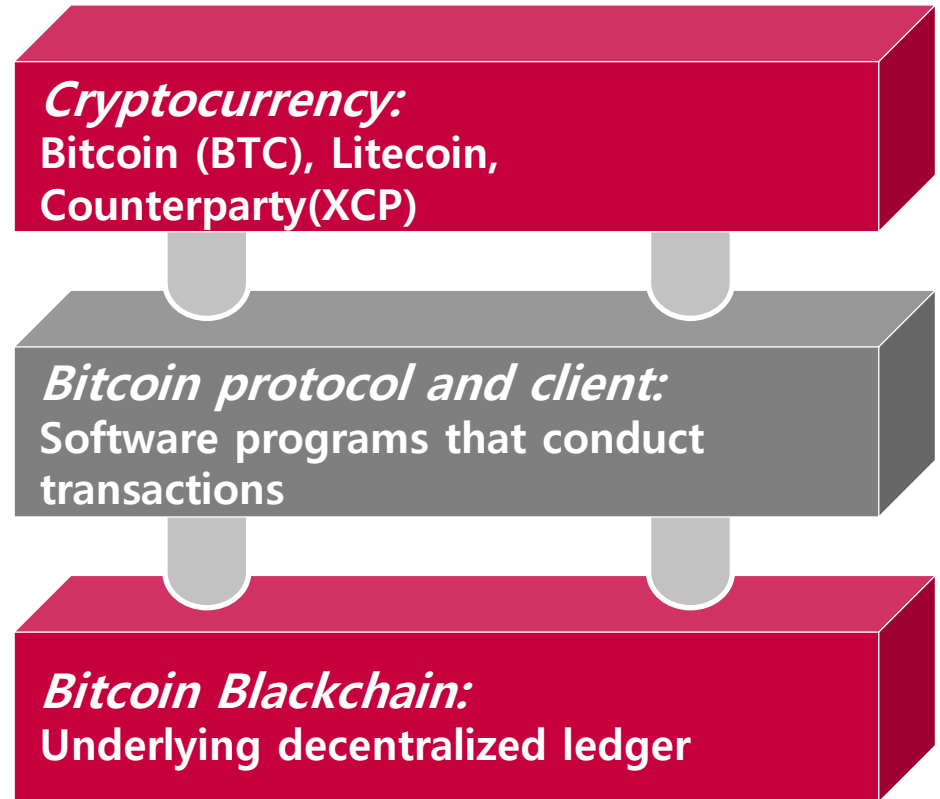 Cryptocurrency:
Bitcoin (BTC), Litecoin,
Counterparty(XCP)
Bitcoin protocol and client:
Software programs that conduct
transactions
Bitcoin Blackchain:
Underlying decentralized ledger